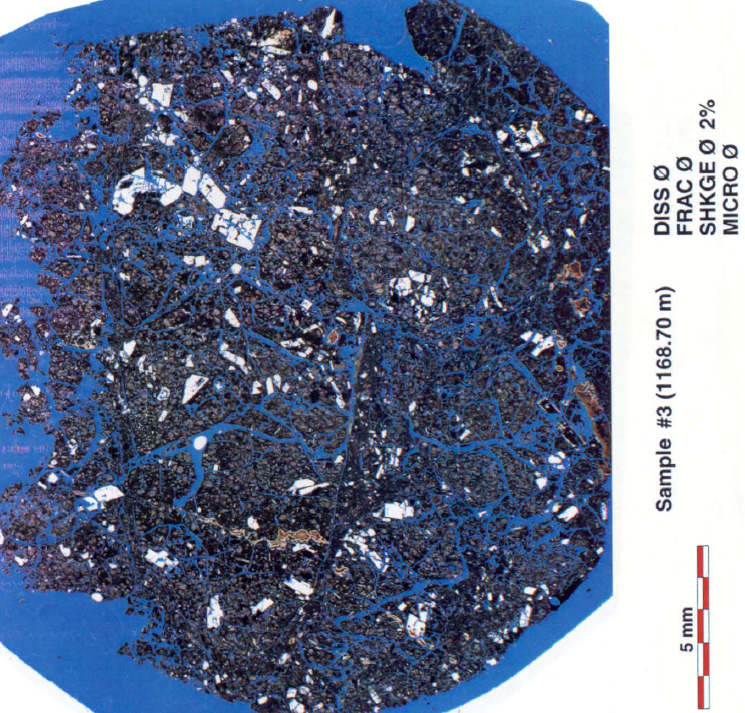 DISS Ø
FRAC Ø
SHKGE Ø 2%
MICRO Ø
Sample #3 (1168.70 m)
5 mm